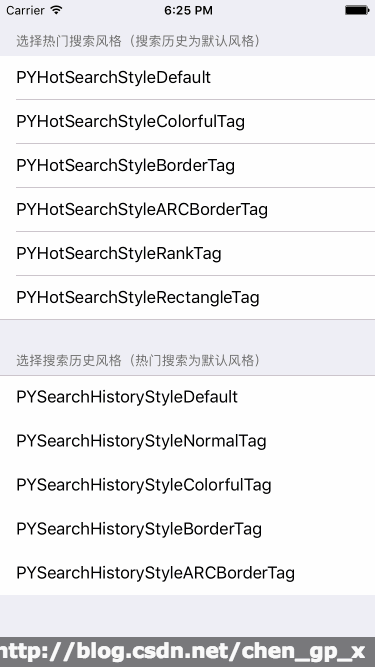 Carrier 6:25 PM
选择热门搜索风格（搜索历史为默认风格）
PYHotSearchStyleDefault
PYHotSearchStyleColorfulTag
PYHotSearchStyleBorderTag
PYHotSearchStyleARCBorderTag
PYHotSearchStyleRankTag
PYHotSearchStyleRectangleTag
选择搜索历史风格（热门搜索为默认风格）
PYSearchHistoryStyleDefault
PYSearchHistoryStyleNormalTag
PYSearchHistoryStyleColorfulTag
PYSearchHistoryStyleBorderTag
PYSearchHistoryStyleARCBorderTag
http://blog.csdn.net/chen_gp_x